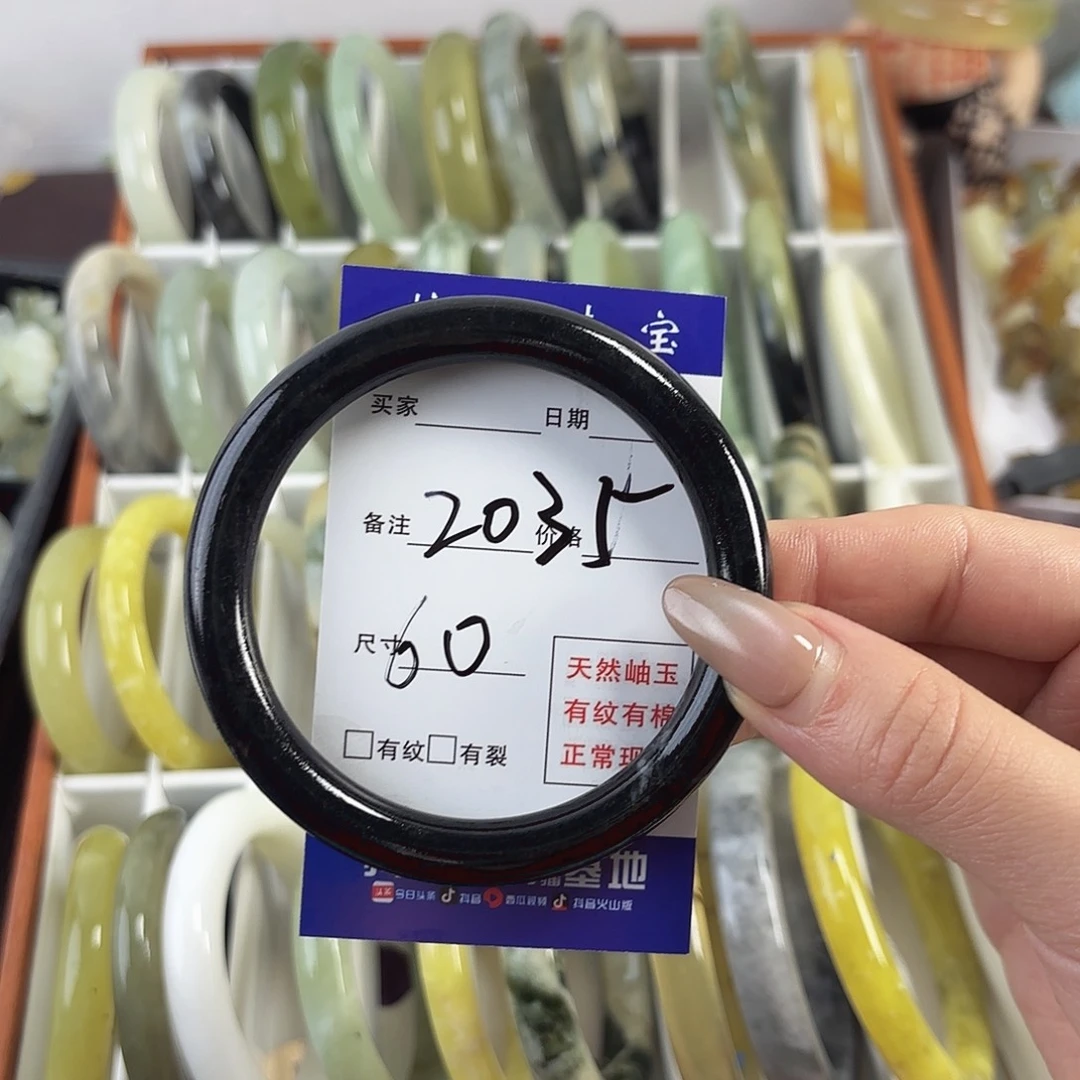 宝
买家 日期
备注 2035 价格
尺寸 60
天然岫玉
有纹有棉
正常现
□有纹□有裂
基地
今日头条 抖音 西瓜视频 抖音火山版